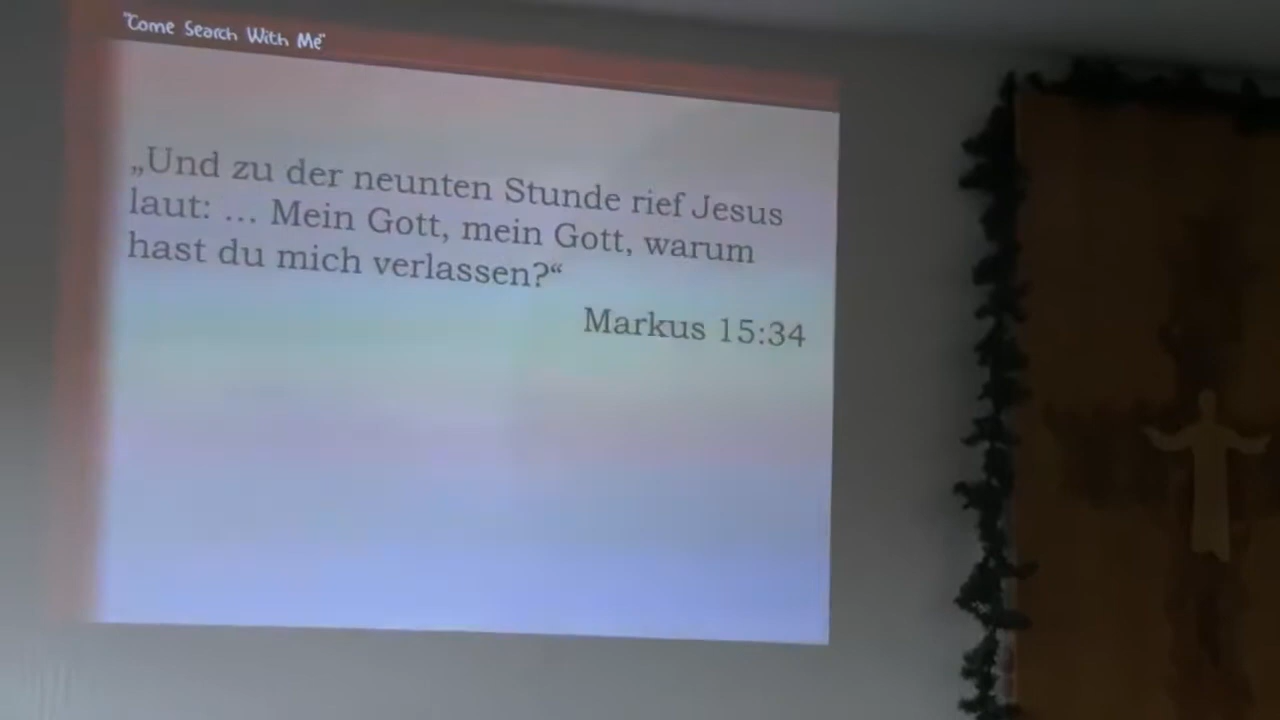 "Come Search With Me"
„Und zu der neunten Stunde rief Jesus
laut: ... Mein Gott, mein Gott, warum
hast du mich verlassen?“
Markus 15:34